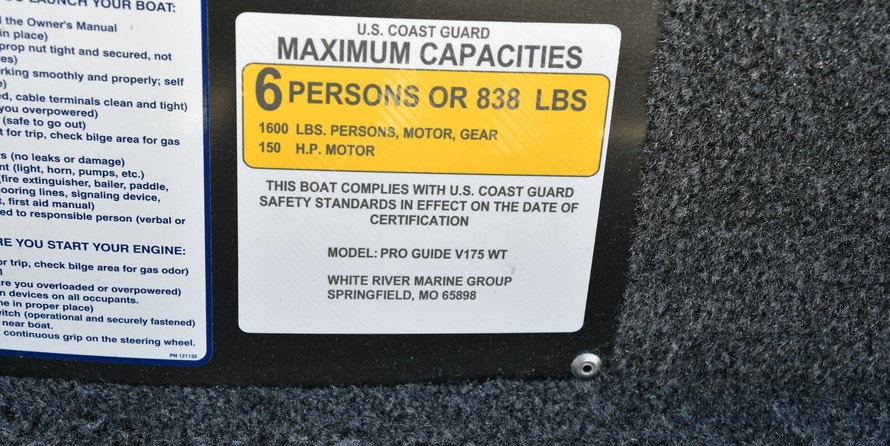 LAUNCH YOUR BOAT:
the Owner's Manual
in place)
prop nut tight and secured, not
rking smoothly and properly; self
ed, cable terminals clean and tight)
you overpowered)
(safe to go out)
t for trip, check bilge area for gas
s (no leaks or damage)
nt (light, horn, pumps, etc.)
fire extinguisher, bailer, paddle,
ooring lines, signaling device,
t, first aid manual)
ed to responsible person (verbal or
RE YOU START YOUR ENGINE:
or trip, check bilge area for gas odor)
re you overloaded or overpowered)
n devices on all occupants.
ne in proper place)
witch (operational and securely fastened)
near boat.
continuous grip on the steering wheel.
PN 121132
U.S. COAST GUARD
MAXIMUM CAPACITIES
6 PERSONS OR 838 LBS
1600 LBS. PERSONS, MOTOR, GEAR
150 H.P. MOTOR
THIS BOAT COMPLIES WITH U.S. COAST GUARD
SAFETY STANDARDS IN EFFECT ON THE DATE OF
CERTIFICATION
MODEL: PRO GUIDE V175 WT
WHITE RIVER MARINE GROUP
SPRINGFIELD, MO 65898